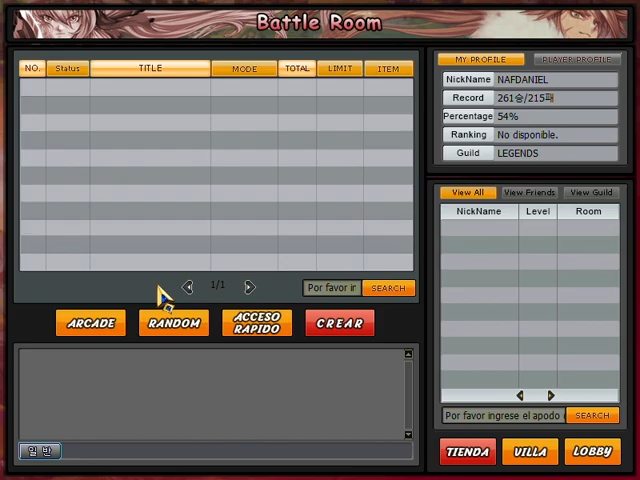 Battle Room
NO. Status TITLE MODE TOTAL LIMIT ITEM
1/1
Por favor ir SEARCH
ARCADE
RANDOM
ACCESO RAPIDO
CREAR
일 반
MY PROFILE PLAYER PROFILE
NickName NAFDANIEL
Record 261승/215패
Percentage 54%
Ranking No disponible.
Guild LEGENDS
View All View Friends View Guild
NickName Level Room
Por favor ingrese el apodo SEARCH
TIENDA VILLA LOBBY